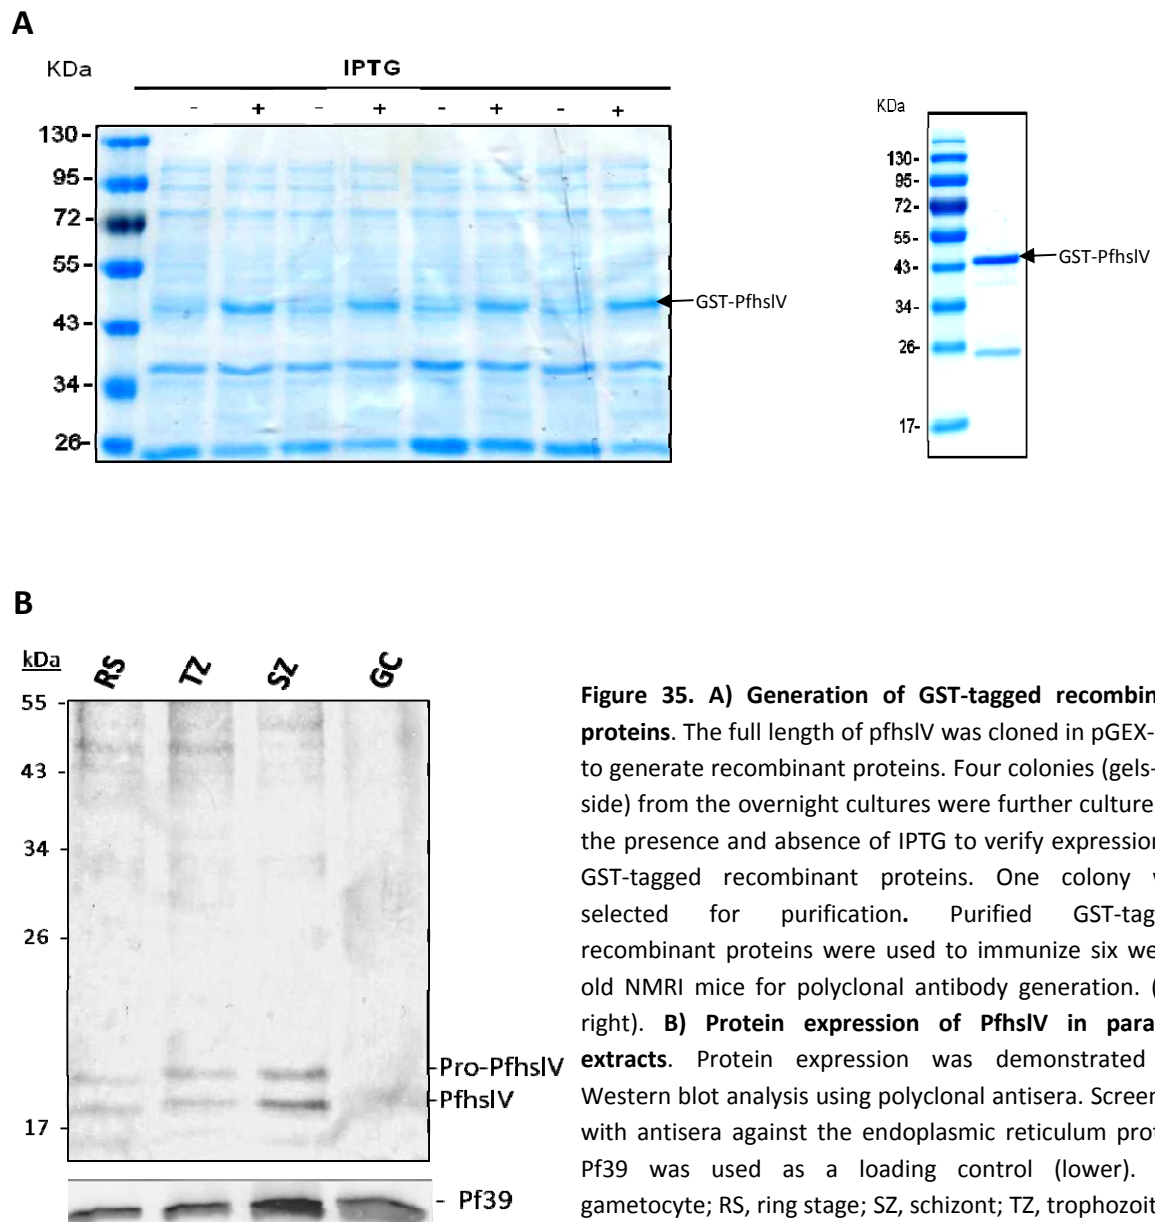 A
KDa
IPTG
- + - + - + - +
130-
95-
72-
55-
43-
34-
26-
GST-PfhslV
KDa
130-
95-
72-
55-
43-
34-
26-
17-
GST-PfhslV
B
kDa
RS TZ SZ GC
55 -
43 -
34 -
26 -
17 -
-Pro-PfhslV
-PfhslV
- Pf39
Figure 35. A) Generation of GST-tagged recombin
proteins. The full length of pfhslV was cloned in pGEX-
to generate recombinant proteins. Four colonies (gels-
side) from the overnight cultures were further culture
the presence and absence of IPTG to verify expression
GST-tagged recombinant proteins. One colony
selected for purification. Purified GST-tag
recombinant proteins were used to immunize six we
old NMRI mice for polyclonal antibody generation. (
right). B) Protein expression of PfhslV in para
extracts. Protein expression was demonstrated
Western blot analysis using polyclonal antisera. Screen
with antisera against the endoplasmic reticulum prot
Pf39 was used as a loading control (lower).
gametocyte; RS, ring stage; SZ, schizont; TZ, trophozoit